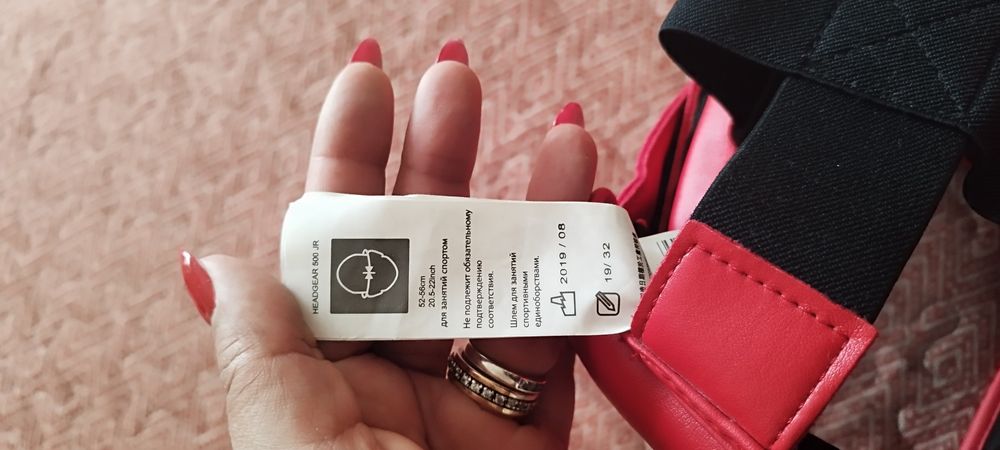 HEADGEAR 500 JR
52-56cm
20.5-22inch
для занятий спортом
Не подлежит обязательному
подтверждению
соответствия.
Шлем для занятий
спортивными
единоборствами.
2019 / 08
119/ 32